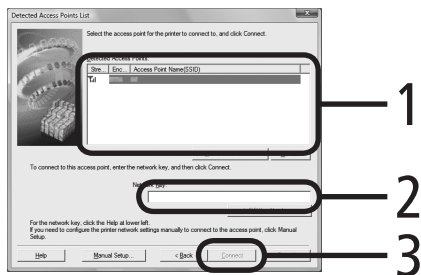 Detected Access Points List
Select the access point for the printer to connect to, and click Connect.
Detected Access Points:
Stre... Enc... Access Point Name(SSID)
1
To connect to this access point, enter the network key, and then click Connect.
Network Key:
2
For the network key, click the Help at lower left.
If you need to configure the printer network settings manually to connect to the access point, click Manual
Setup.
Help Manual Setup... < Back Connect
3